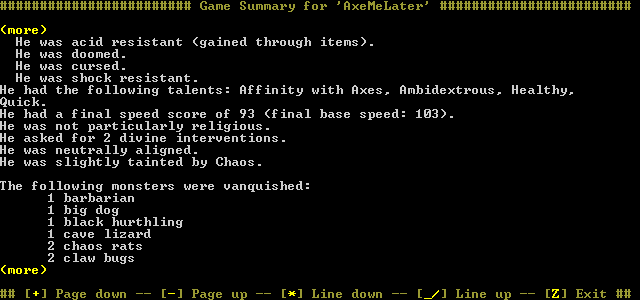 ######################## Game Summary for 'AxeMeLater' ########################
(more)
He was acid resistant (gained through items).
He was doomed.
He was cursed.
He was shock resistant.
He had the following talents: Affinity with Axes, Ambidextrous, Healthy,
Quick.
He had a final speed score of 93 (final base speed: 103).
He was not particularly religious.
He asked for 2 divine interventions.
He was neutrally aligned.
He was slightly tainted by Chaos.
The following monsters were vanquished:
1 barbarian
1 big dog
1 black hurthling
1 cave lizard
2 chaos rats
2 claw bugs
(more)
## [+] Page down -- [-] Page up -- [*] Line down -- [_/] Line up -- [Z] Exit ##